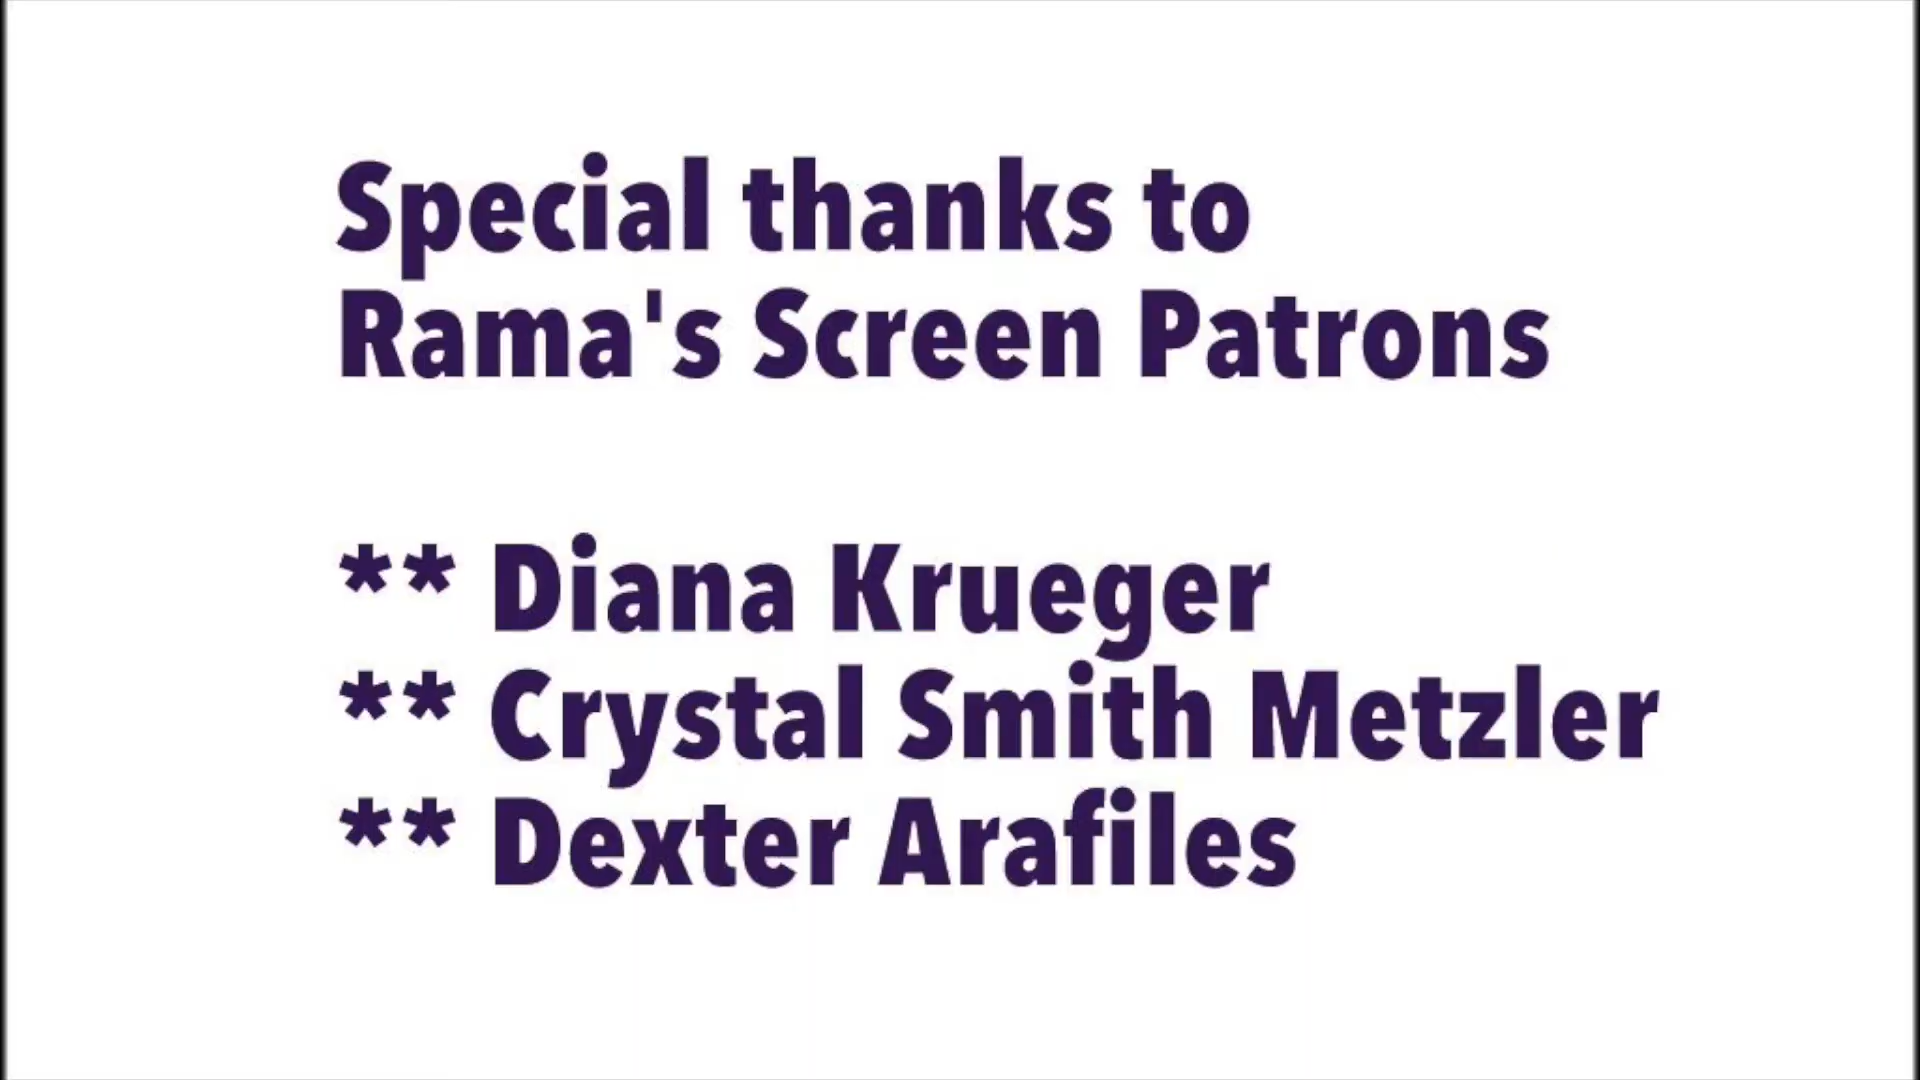 Special thanks to
Rama's Screen Patrons
** Diana Krueger
** Crystal Smith Metzler
** Dexter Arafiles